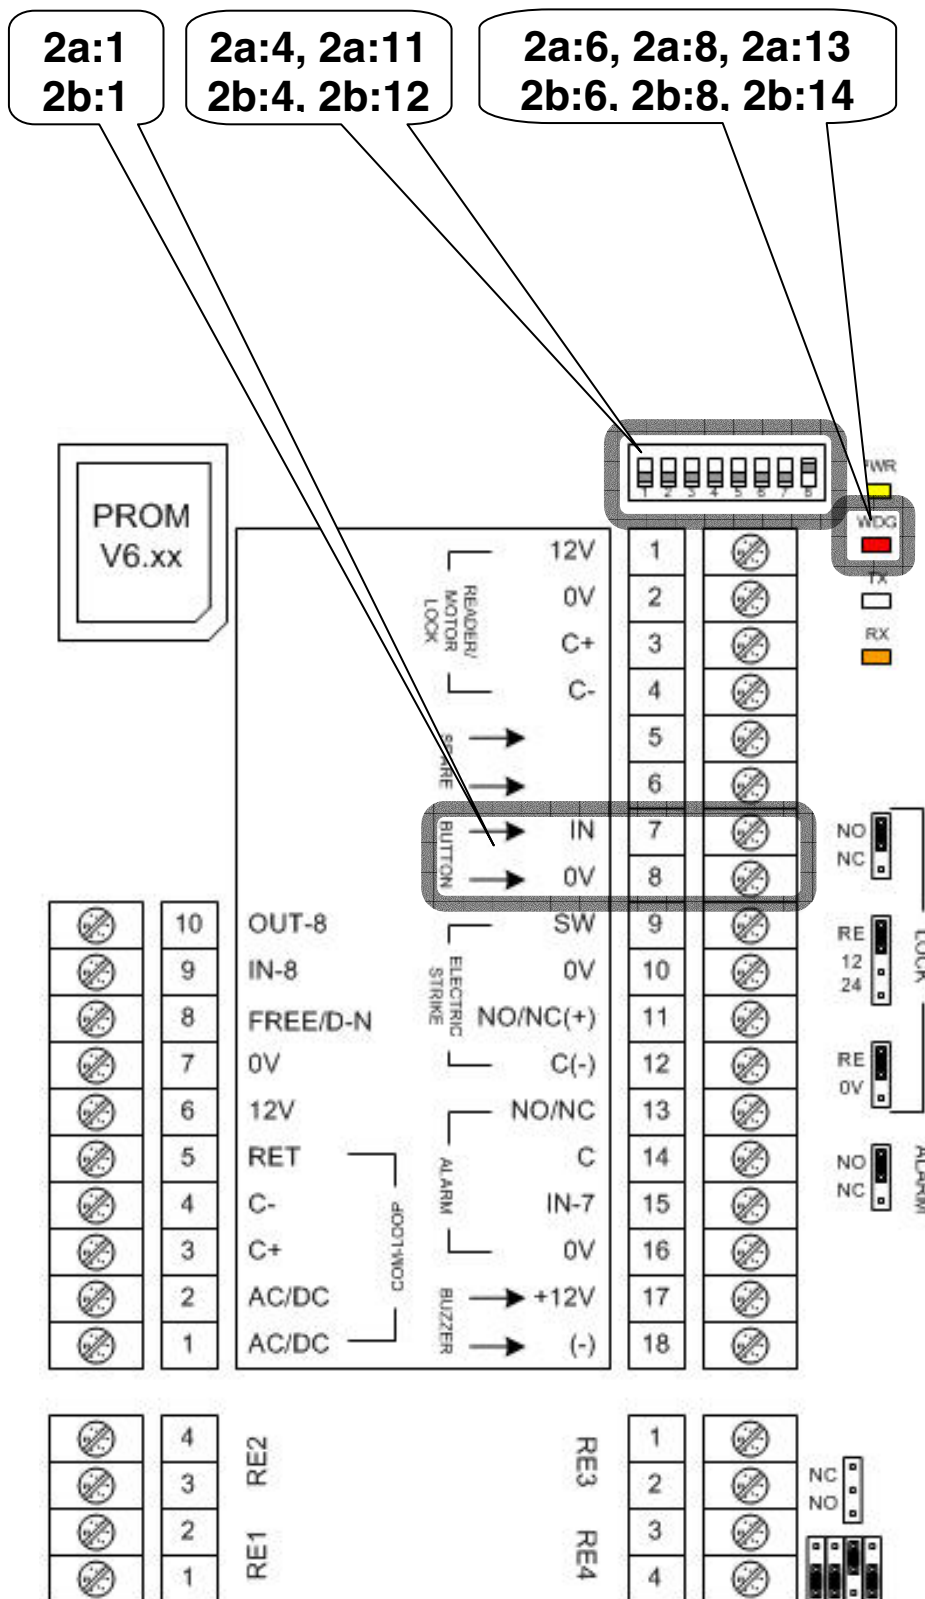 2a:1
2b:1
2a:4, 2a:11
2b:4, 2b:12
2a:6, 2a:8, 2a:13
2b:6, 2b:8, 2b:14
PROM
V6.xx
1 2 3 4 5 6 7 8
PWR
WDG
TX
RX
READER/
MOTOR
LOCK
12V 1
0V 2
C+ 3
C- 4
SPARE
5
6
BUTTON
IN 7
0V 8
ELECTRIC
STRIKE
SW 9
0V 10
NO/NC(+) 11
C(-) 12
ALARM
NO/NC 13
C 14
IN-7 15
0V 16
BUZZER
+12V 17
(-) 18
10 OUT-8
9 IN-8
8 FREE/D-N
7 0V
6 12V
5 RET
4 C-
3 C+
2 AC/DC
1 AC/DC
COM-LOOP
NO
NC
RE
12
24
RE
0V
LOCK
NO
NC
ALARM
4
3
RE2
2
1
RE1
RE3
1
2
RE4
3
4
NC
NO